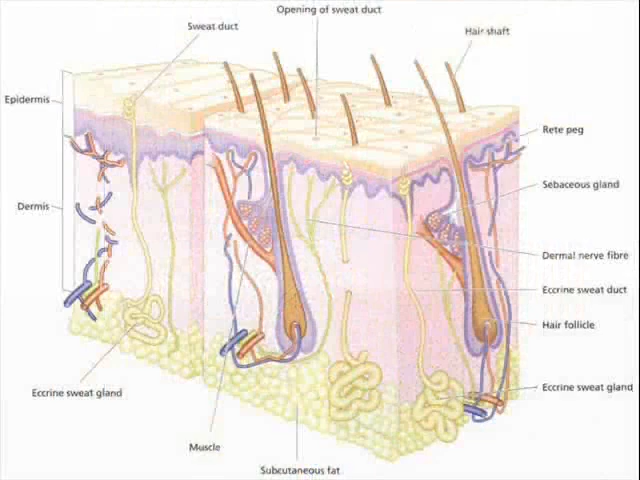 Opening of sweat duct
Sweat duct
Hair shaft
Epidermis
Rete peg
Sebaceous gland
Dermis
Dermal nerve fibre
Eccrine sweat duct
Hair follicle
Eccrine sweat gland
Eccrine sweat gland
Muscle
Subcutaneous fat